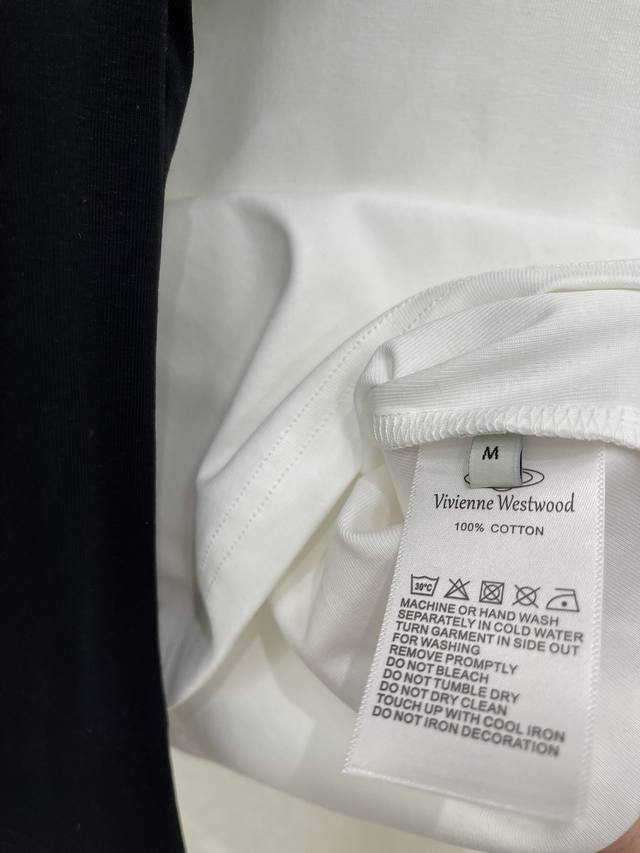 M
Vivienne Westwood
100% COTTON
30°C
MACHINE OR HAND WASH
SEPARATELY IN COLD WATER
TURN GARMENT IN SIDE OUT
FOR WASHING
REMOVE PROMPTLY
DO NOT BLEACH
DO NOT TUMBLE DRY
DO NOT DRY CLEAN
TOUCH UP WITH COOL IRON
DO NOT IRON DECORATION